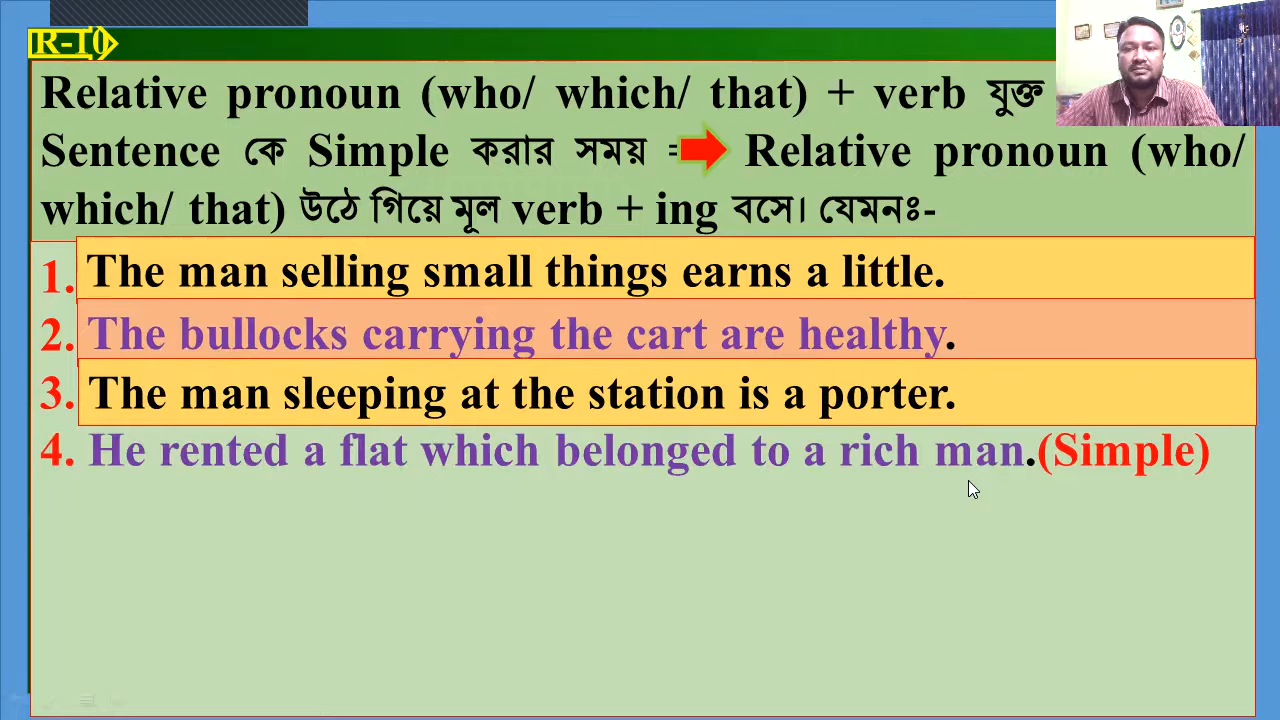 R-10
Relative pronoun (who/ which/ that) + verb যুক্ত
Sentence কে Simple করার সময় = Relative pronoun (who/
which/ that) উঠে গিয়ে মূল verb + ing বসে। যেমনঃ-
1. The man selling small things earns a little.
2. The bullocks carrying the cart are healthy.
3. The man sleeping at the station is a porter.
4. He rented a flat which belonged to a rich man.(Simple)